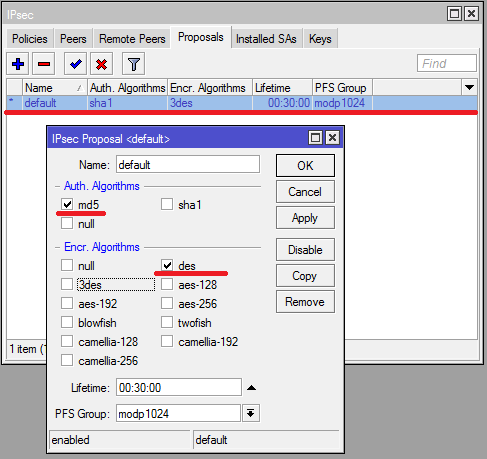 IPsec
Policies Peers Remote Peers Proposals Installed SAs Keys
Find
Name Auth. Algorithms Encr. Algorithms Lifetime PFS Group
* default sha1 3des 00:30:00 modp1024
IPsec Proposal <default>
Name: default OK
Auth. Algorithms Cancel
md5 sha1 Apply
null
Encr. Algorithms Disable
null des
3des aes-128 Copy
aes-192 aes-256 Remove
blowfish twofish
camellia-128 camellia-192
camellia-256
1 item (
Lifetime: 00:30:00
PFS Group: modp1024
enabled default